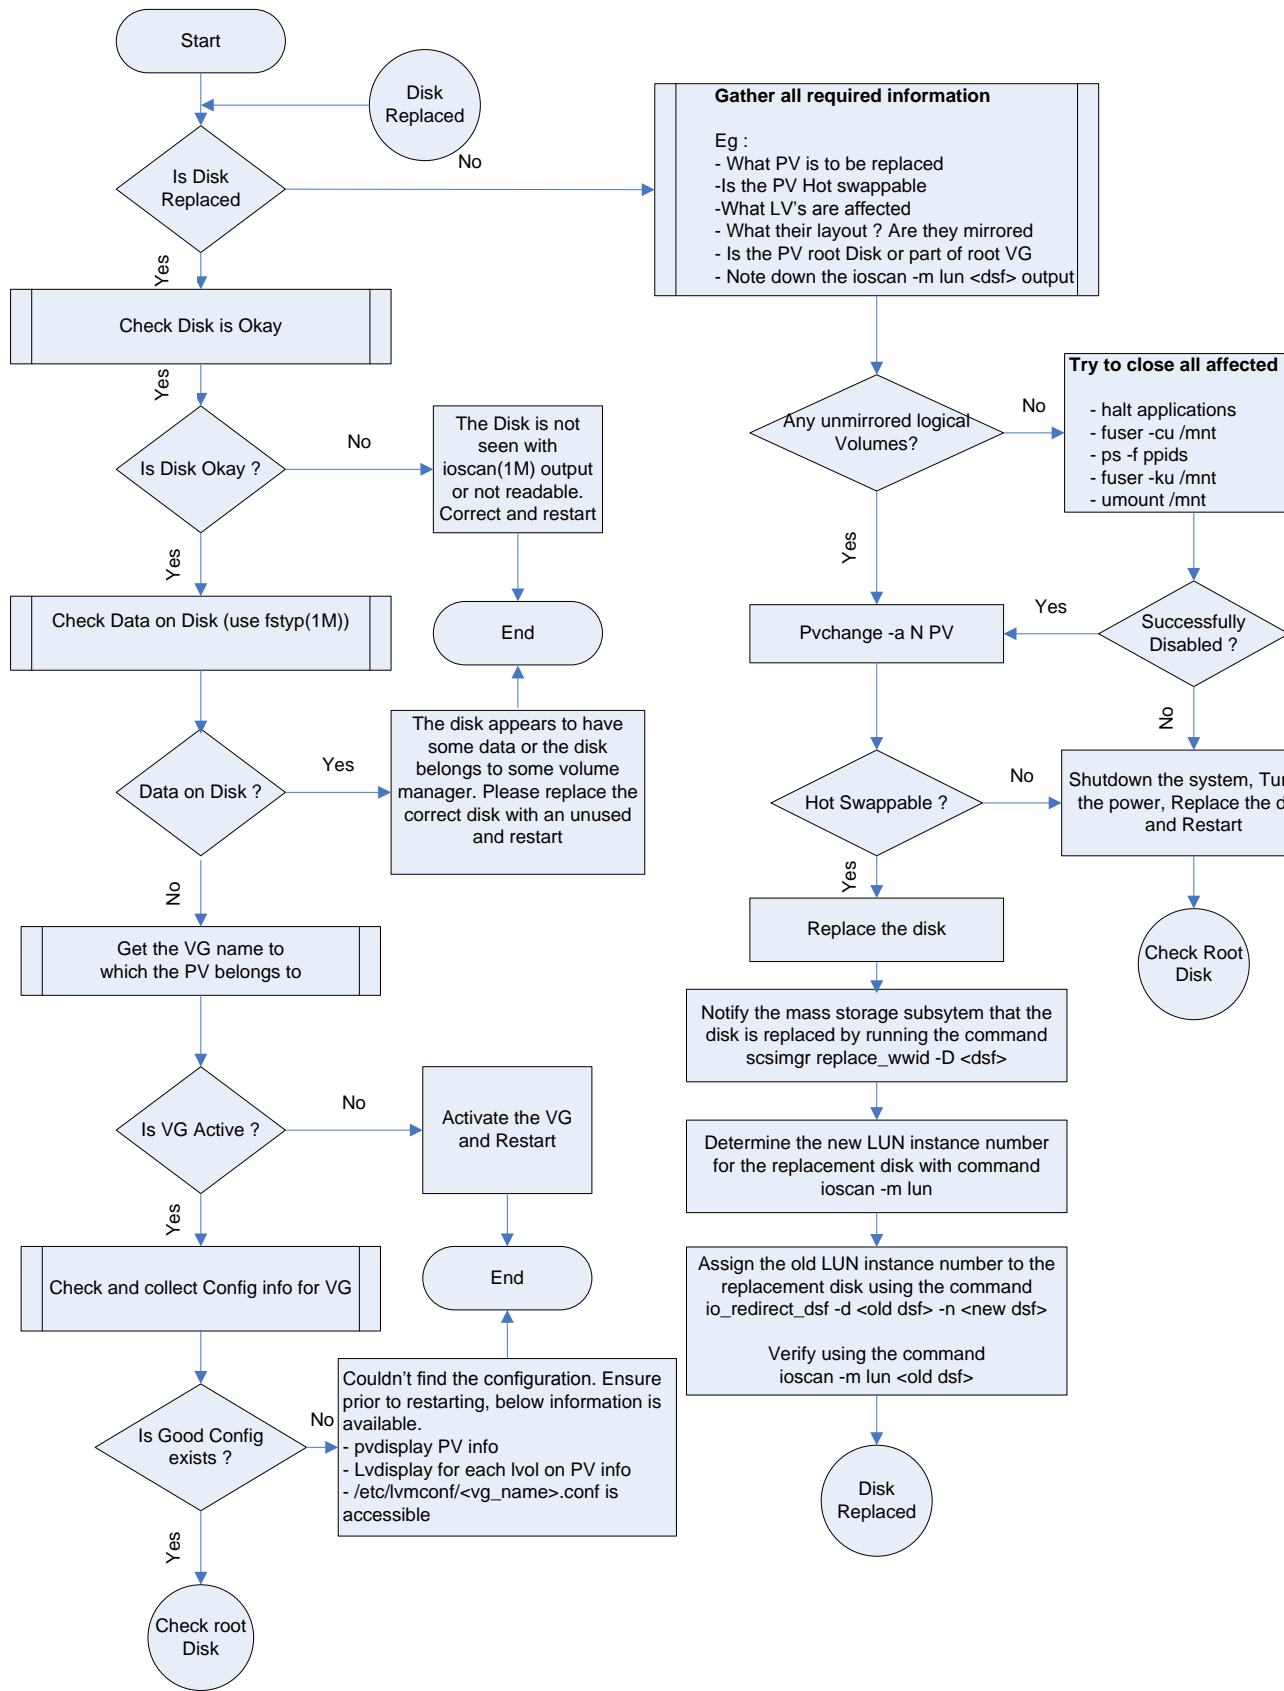 Start
Disk
Replaced
Is Disk
Replaced
No
Yes
Gather all required information
Eg :
- What PV is to be replaced
-Is the PV Hot swappable
-What LV's are affected
- What their layout ? Are they mirrored
- Is the PV root Disk or part of root VG
- Note down the ioscan -m lun <dsf> output
Check Disk is Okay
Yes
Is Disk Okay ?
No
The Disk is not
seen with
ioscan(1M) output
or not readable.
Correct and restart
Yes
End
Check Data on Disk (use fstyp(1M))
Data on Disk ?
Yes
The disk appears to have
some data or the disk
belongs to some volume
manager. Please replace the
correct disk with an unused
and restart
No
Get the VG name to
which the PV belongs to
Is VG Active ?
No
Activate the VG
and Restart
Yes
End
Check and collect Config info for VG
Is Good Config
exists ?
No
Couldn't find the configuration. Ensure
prior to restarting, below information is
available.
- pvdisplay PV info
- Lvdisplay for each lvol on PV info
- /etc/lvmconf/<vg_name>.conf is
accessible
Yes
Check root
Disk
Any unmirrored logical
Volumes?
No
Try to close all affected
- halt applications
- fuser -cu /mnt
- ps -f ppids
- fuser -ku /mnt
- umount /mnt
Yes
Pvchange -a N PV
Yes
Successfully
Disabled ?
No
Hot Swappable ?
No
Shutdown the system,
the power, Replace the
and Restart
Yes
Replace the disk
Check Root
Disk
Notify the mass storage subsytem that the
disk is replaced by running the command
scsimgr replace_wwid -D <dsf>
Determine the new LUN instance number
for the replacement disk with command
ioscan -m lun
Assign the old LUN instance number to the
replacement disk using the command
io_redirect_dsf -d <old dsf> -n <new dsf>
Verify using the command
ioscan -m lun <old dsf>
Disk
Replaced